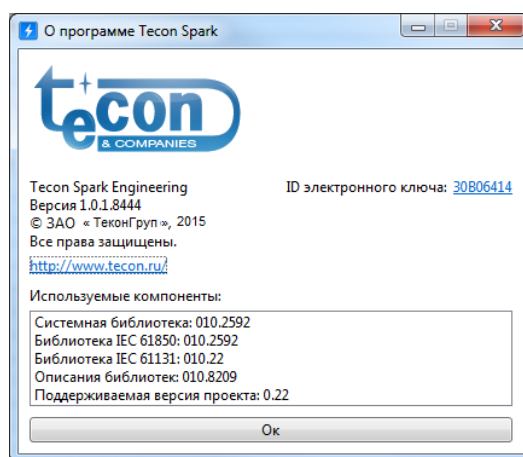 О программе Tecon Spark
tecon
& COMPANIES
Tecon Spark Engineering
ID электронного ключа: 30B06414
Версия 1.0.1.8444
© ЗАО « ТеконГруп », 2015
Все права защищены.
http://www.tecon.ru/
Используемые компоненты:
Системная библиотека: 010.2592
Библиотека IEC 61850: 010.2592
Библиотека IEC 61131: 010.22
Описания библиотек: 010.8209
Поддерживаемая версия проекта: 0.22
Ок